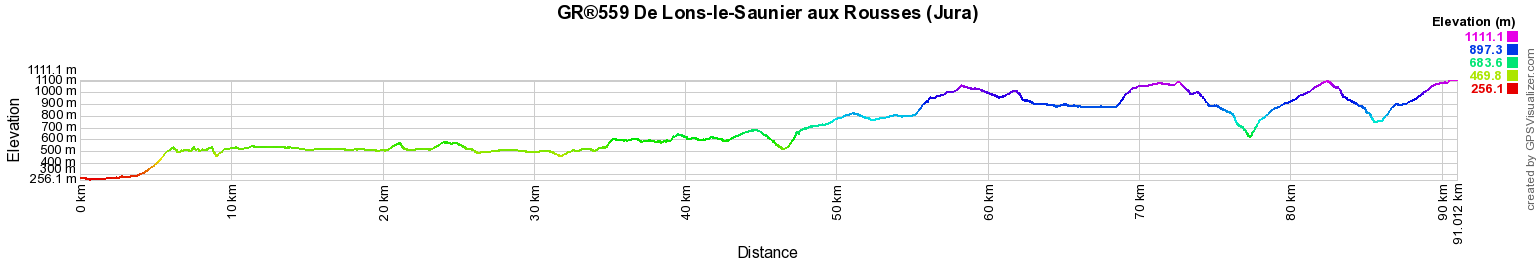 GR®559 De Lons-le-Saunier aux Rousses (Jura)
Elevation (m)
1111.1
897.3
683.6
469.8
256.1
Elevation
1111.1 m
1100 m
1000 m
900 m
800 m
700 m
600 m
500 m
400 m
300 m
256.1 m
0 km
10 km
20 km
30 km
40 km
50 km
60 km
70 km
80 km
90 km
91.012 km
Distance
created by GPSVisualizer.com